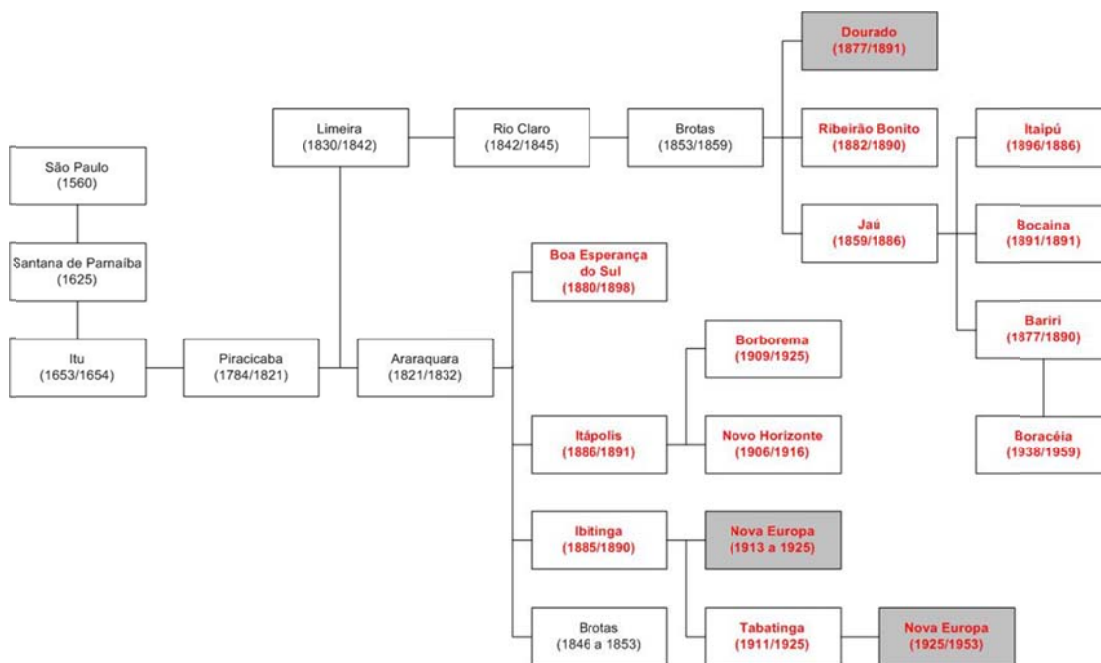 Dourado
(1877/1891)
Limeira
(1830/1842)
Rio Claro
(1842/1845)
Brotas
(1853/1859)
Ribeirão Bonito
(1882/1890)
Itaipú
(1896/1886)
São Paulo
(1560)
Jaú
(1859/1886)
Bocaina
(1891/1891)
Santana de Parnaíba
(1625)
Boa Esperança
do Sul
(1880/1898)
Bariri
(1877/1890)
Itu
(1653/1654)
Piracicaba
(1784/1821)
Araraquara
(1821/1832)
Borborema
(1909/1925)
Itápolis
(1886/1891)
Novo Horizonte
(1906/1916)
Boracéia
(1938/1959)
Ibitinga
(1885/1890)
Nova Europa
(1913 a 1925)
Brotas
(1846 a 1853)
Tabatinga
(1911/1925)
Nova Europa
(1925/1953)